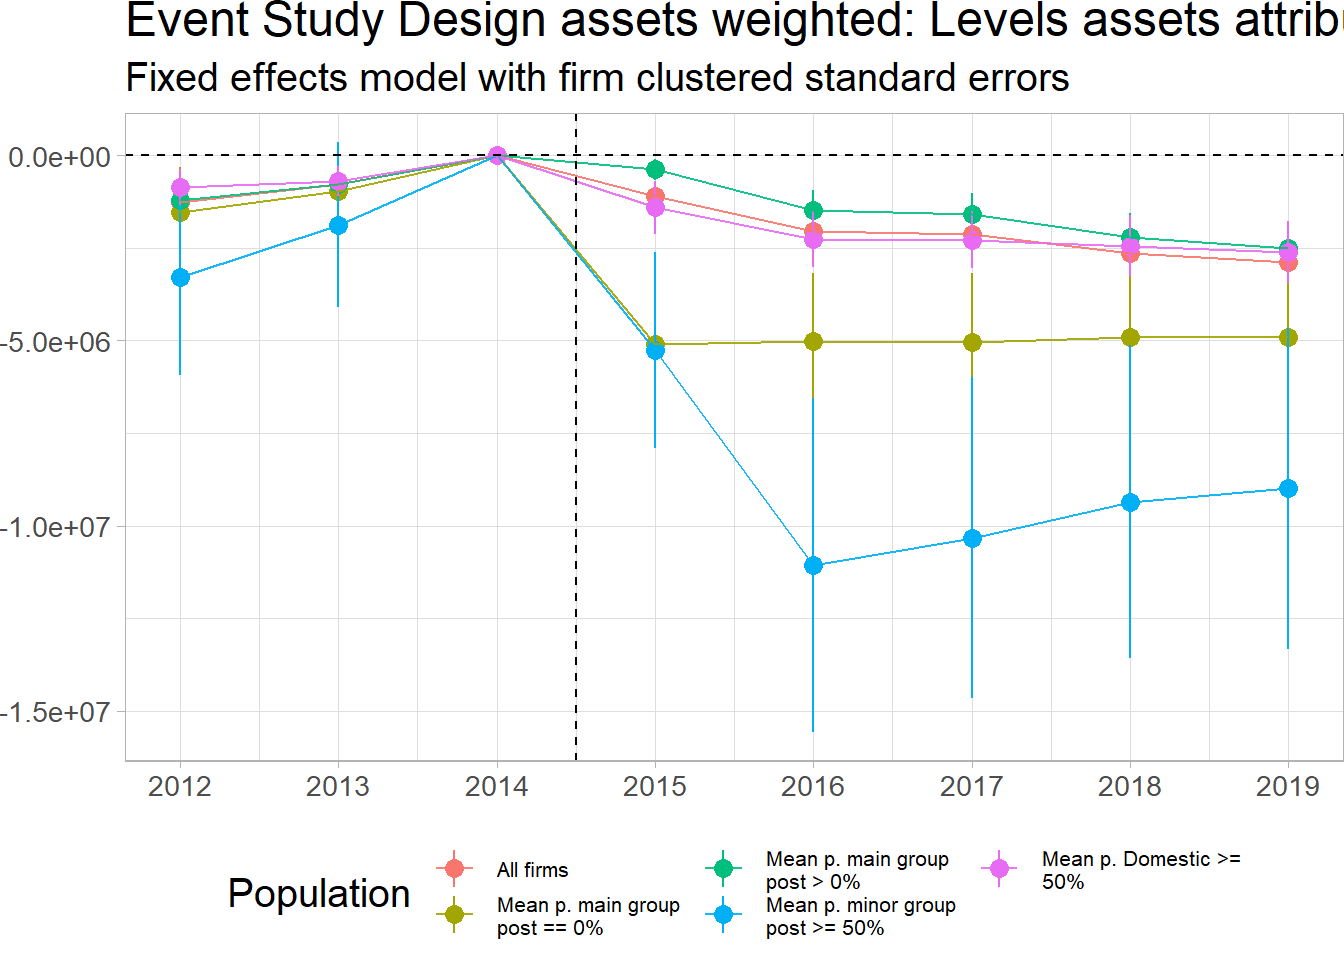 Event Study Design assets weighted: Levels assets attribu
Fixed effects model with firm clustered standard errors
0.0e+00
-5.0e+06
-1.0e+07
-1.5e+07
2012 2013 2014 2015 2016 2017 2018 2019
Population
All firms
Mean p. main group
post == 0%
Mean p. main group
post > 0%
Mean p. minor group
post >= 50%
Mean p. Domestic >=
50%